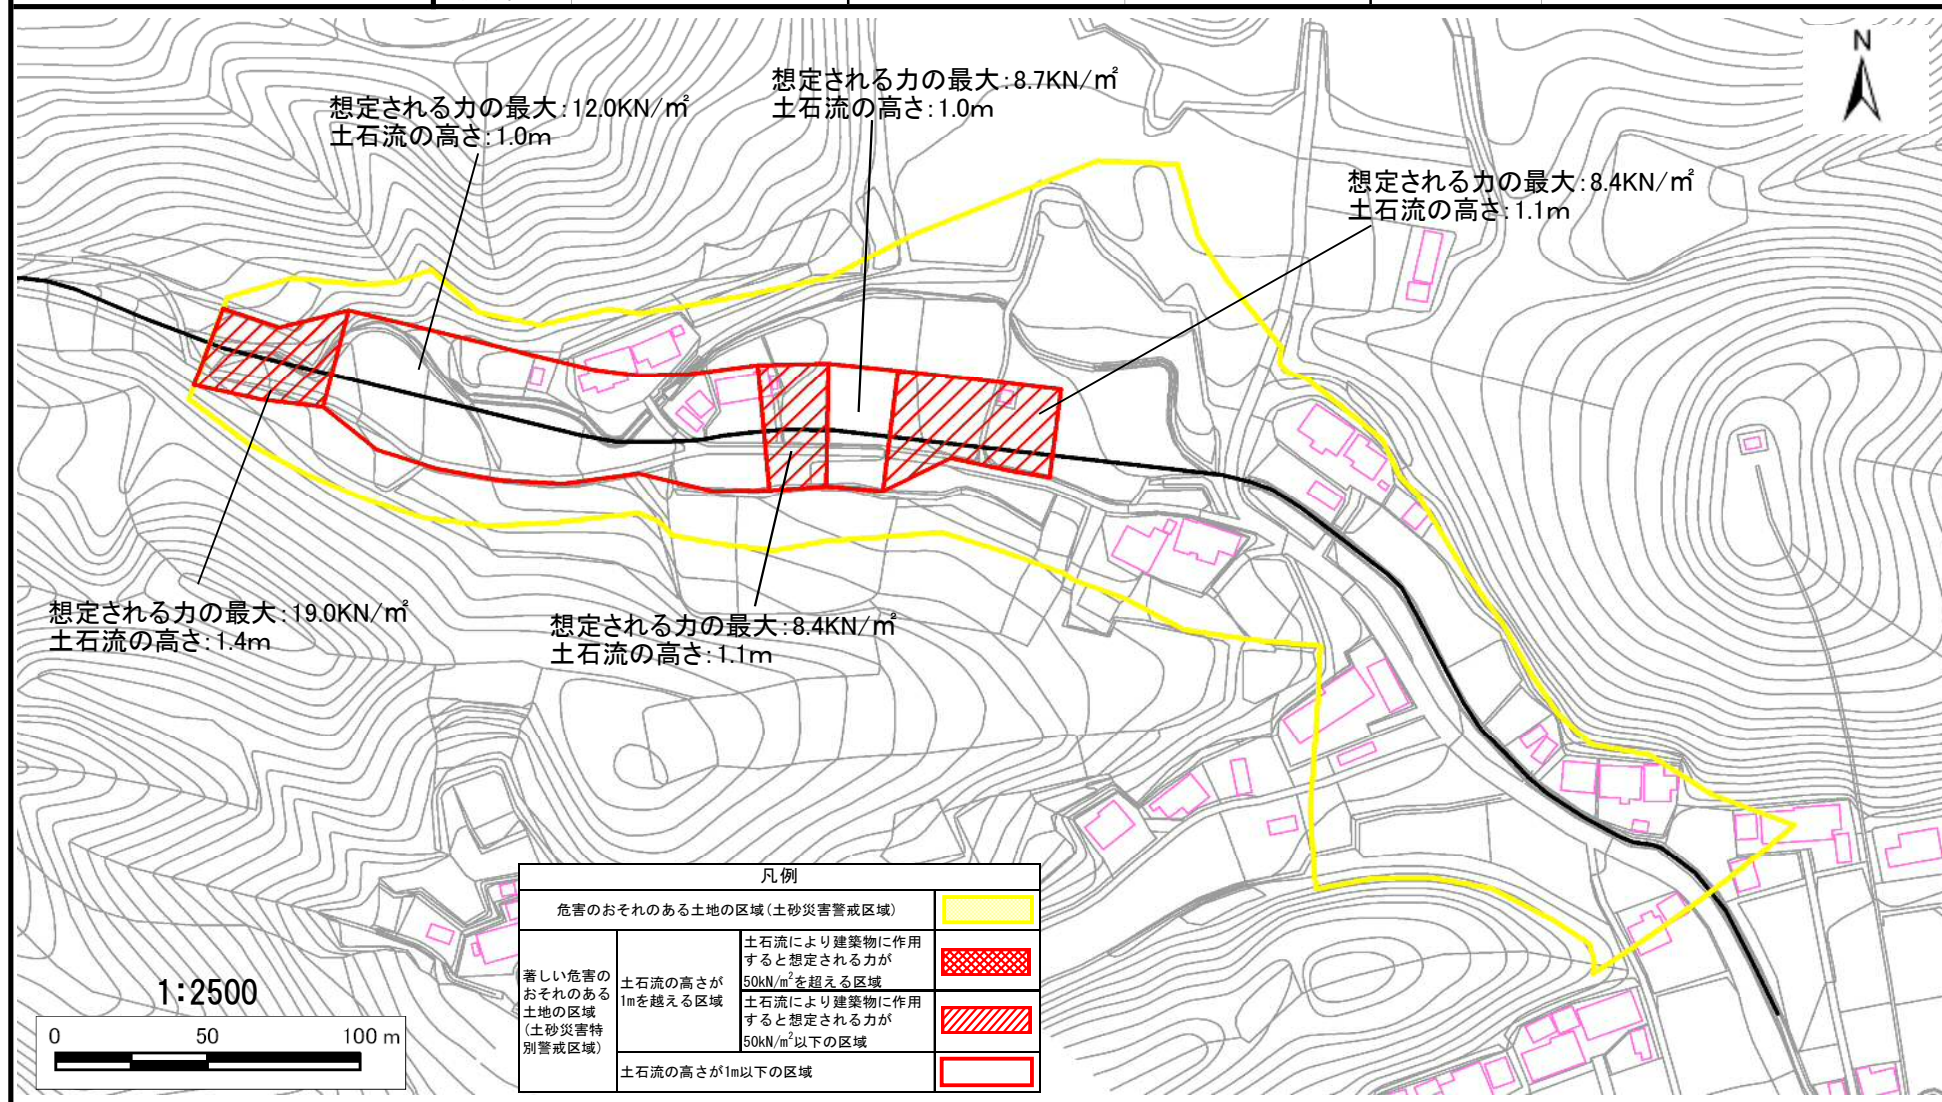 N
想定される力の最大:12.0KN/㎡
土石流の高さ:1.0m
想定される力の最大:8.7KN/㎡
土石流の高さ:1.0m
想定される力の最大:8.4KN/㎡
土石流の高さ:1.1m
想定される力の最大:19.0KN/㎡
土石流の高さ:1.4m
想定される力の最大:8.4KN/㎡
土石流の高さ:1.1m
1:2500
0 50 100 m
凡例
危害のおそれのある土地の区域(土砂災害警戒区域)
著しい危害の
おそれのある
土地の区域
(土砂災害特
別警戒区域)
土石流の高さが
1mを越える区域
土石流により建築物に作用
すると想定される力が
50kN/m²を超える区域
土石流により建築物に作用
すると想定される力が
50kN/m²以下の区域
土石流の高さが1m以下の区域